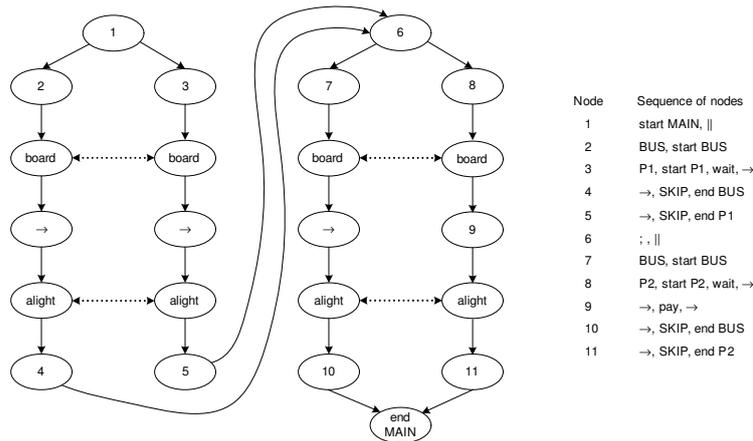 1
6
2
3
7
8
board
board
board
board
→
→
→
9
alight
alight
alight
alight
4
5
10
11
end
MAIN
Node Sequence of nodes
1 start MAIN, ||
2 BUS, start BUS
3 P1, start P1, wait, →
4 →, SKIP, end BUS
5 →, SKIP, end P1
6 ; , ||
7 BUS, start BUS
8 P2, start P2, wait, →
9 →, pay, →
10 →, SKIP, end BUS
11 →, SKIP, end P2